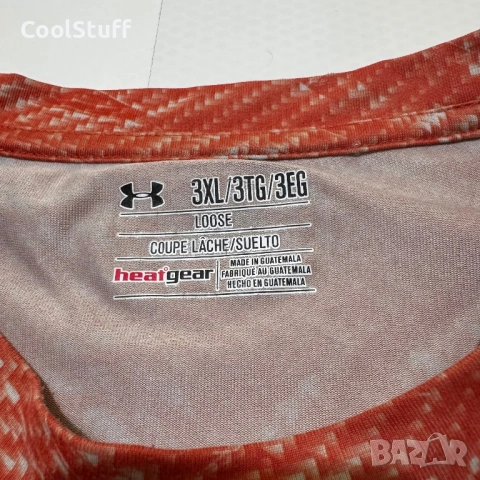 CoolStuff
3XL/3TG/3EG
LOOSE
COUPE LÂCHE/SUELTO
heatgear
MADE IN GUATEMALA
FABRIQUÉ AU GUATEMALA
HECHO EN GUATEMALA
BAZAR